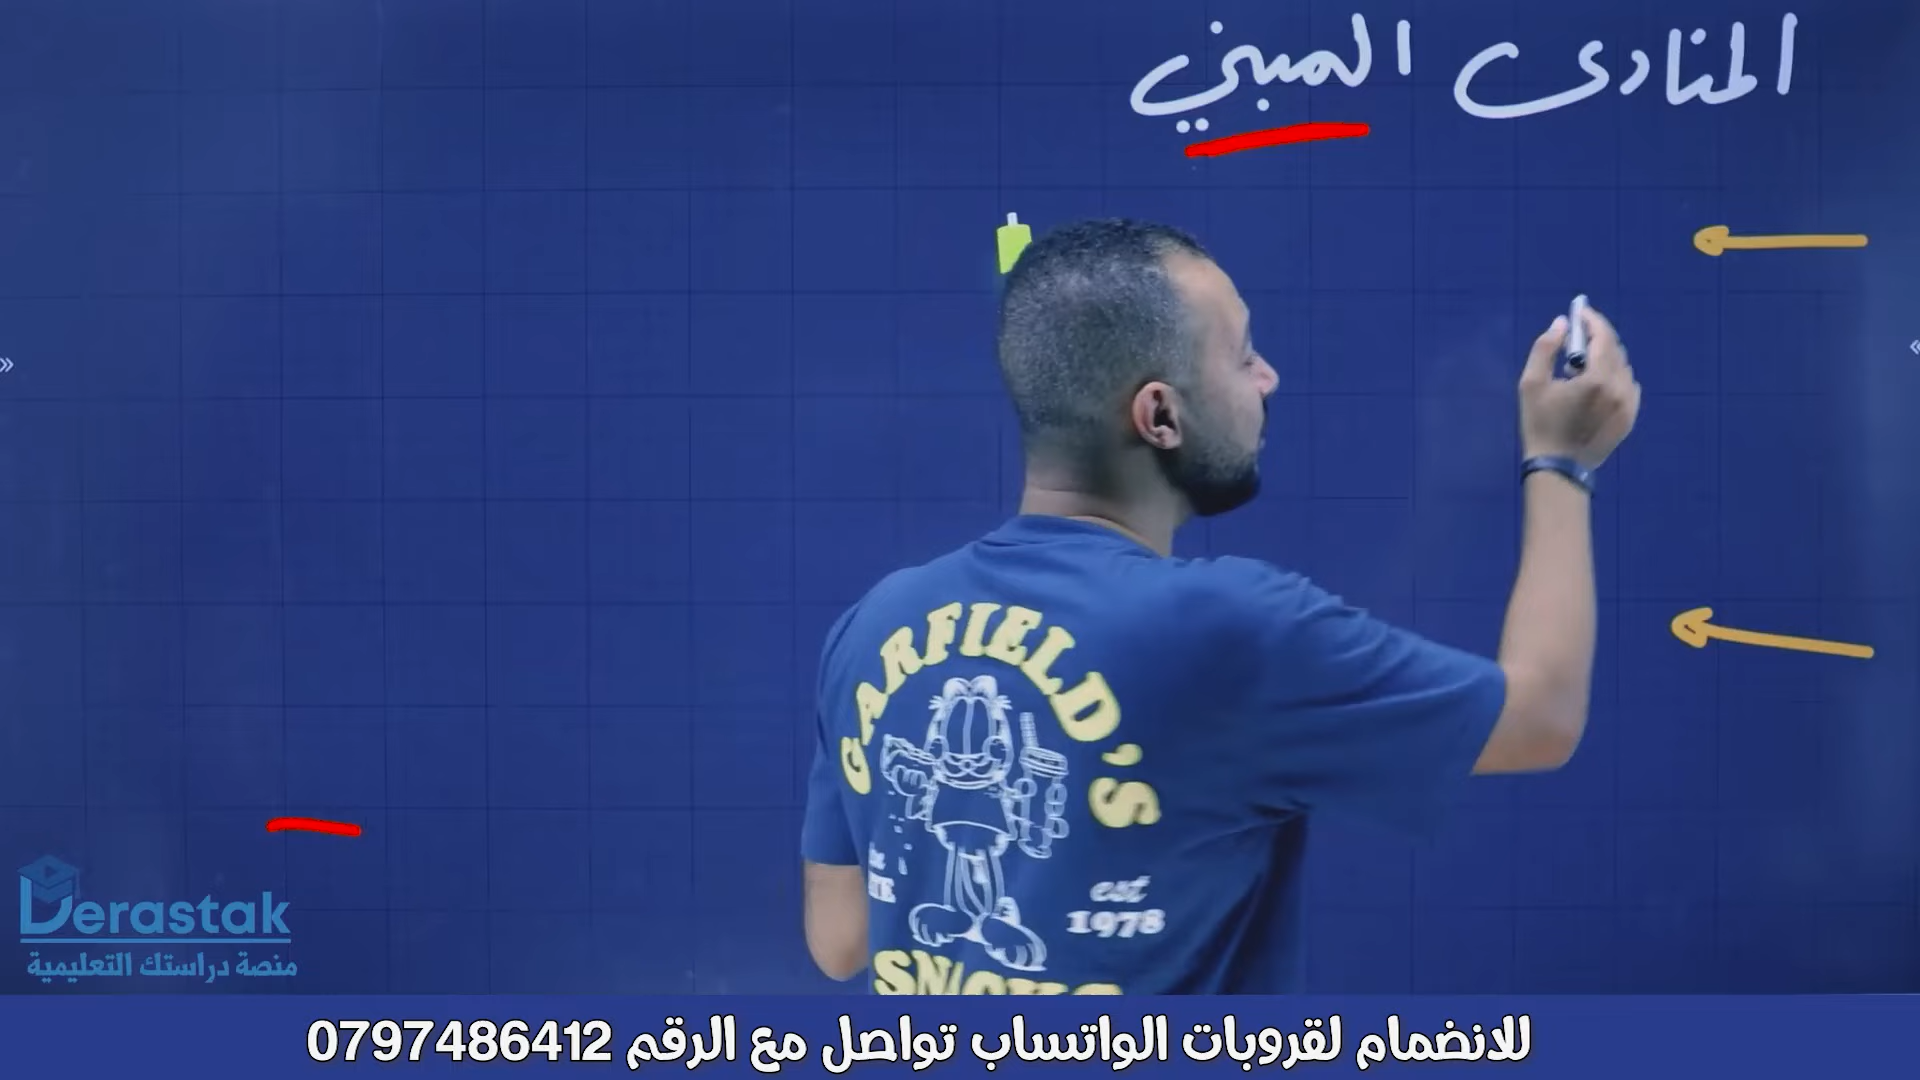 المنادى المبني
GARFIELD'S
est
1978
Derastak
منصة دراستك التعليمية
للانضمام لقروبات الواتساب تواصل مع الرقم 0797486412